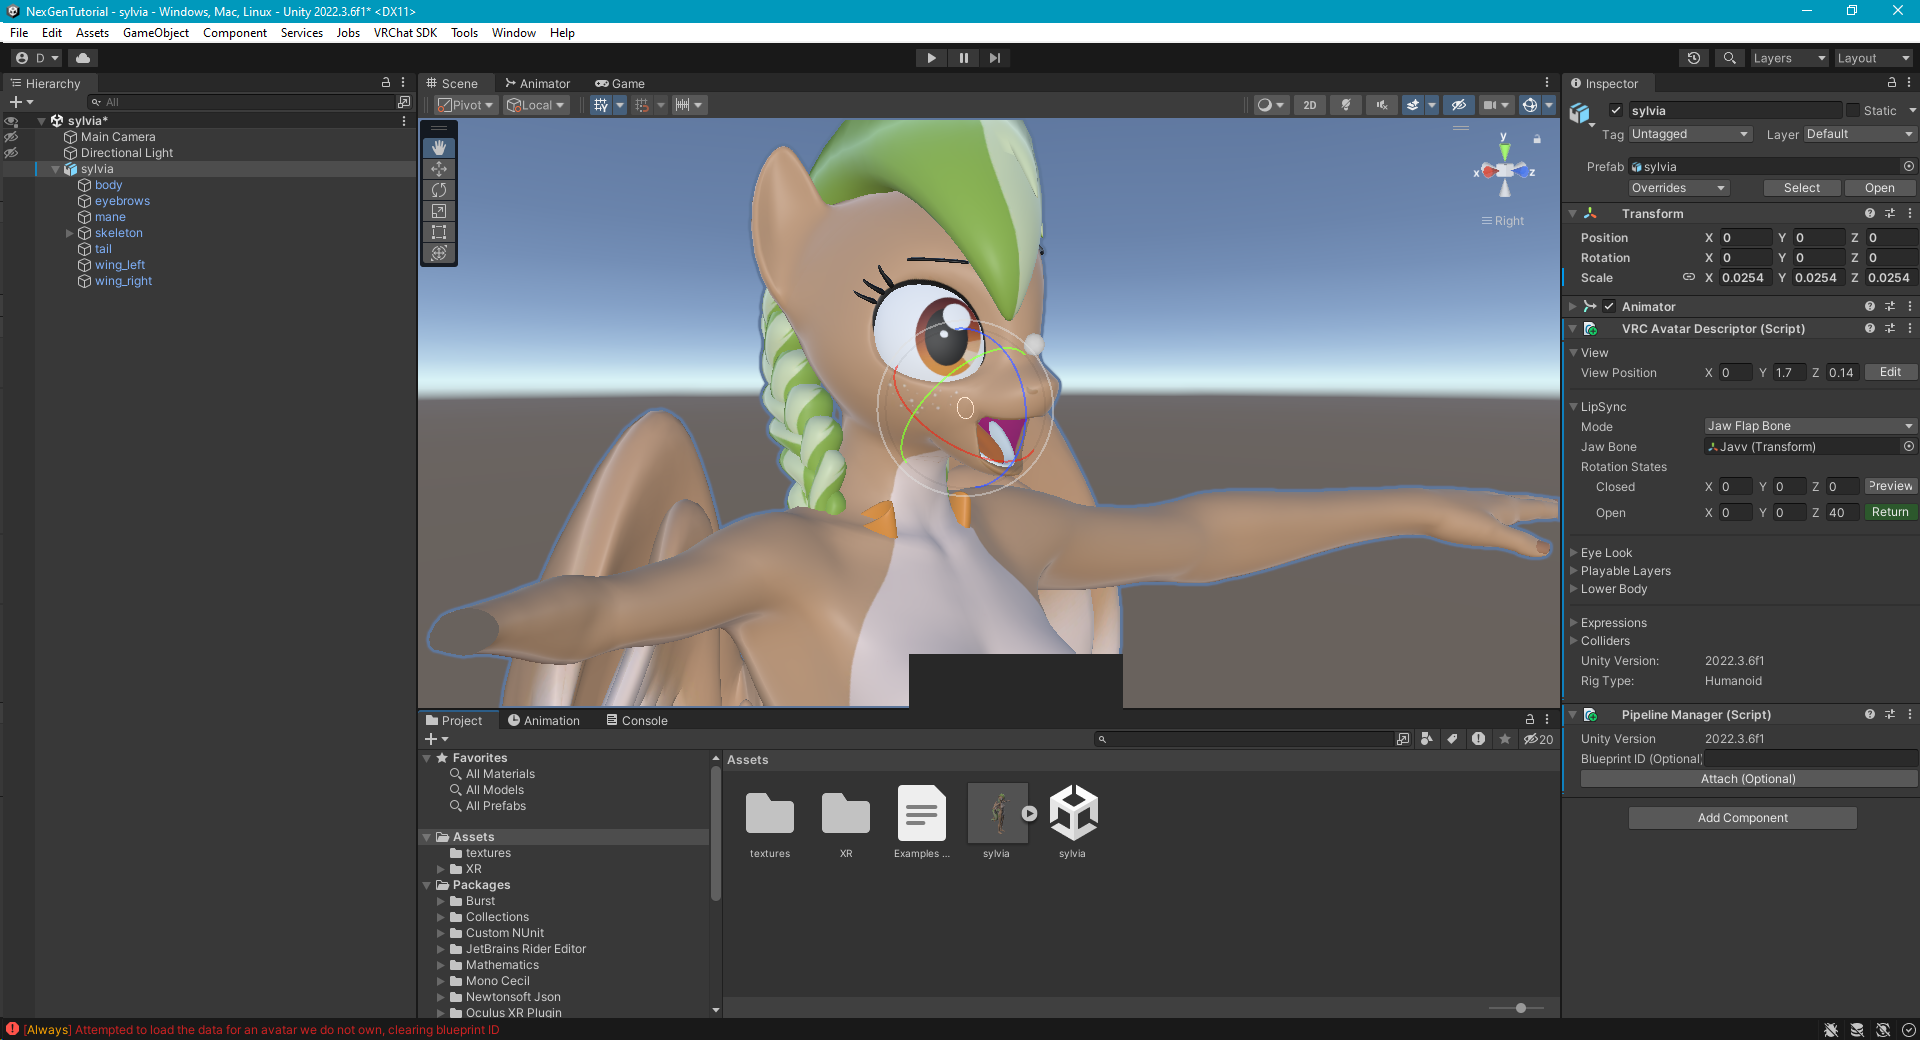 NexGenTutorial - sylvia - Windows, Mac, Linux - Unity 2022.3.6f1* <DX11>
File Edit Assets GameObject Component Services Jobs VRChat SDK Tools Window Help
D
Layers Layout
Hierarchy
All
sylvia*
Main Camera
Directional Light
sylvia
body
eyebrows
mane
skeleton
tail
wing_left
wing_right
Scene Animator Game
Pivot Local 2D
y
x z
Right
Inspector
sylvia Static
Tag Untagged Layer Default
Prefab sylvia
Overrides Select Open
Transform
Position X 0 Y 0 Z 0
Rotation X 0 Y 0 Z 0
Scale X 0.0254 Y 0.0254 Z 0.0254
Animator
VRC Avatar Descriptor (Script)
View
View Position X 0 Y 1.7 Z 0.14 Edit
LipSync
Mode Jaw Flap Bone
Jaw Bone Javv (Transform)
Rotation States
Closed X 0 Y 0 Z 0 Preview
Open X 0 Y 0 Z 40 Return
Eye Look
Playable Layers
Lower Body
Expressions
Colliders
Unity Version: 2022.3.6f1
Rig Type: Humanoid
Pipeline Manager (Script)
Unity Version 2022.3.6f1
Blueprint ID (Optional)
Attach (Optional)
Add Component
Project Animation Console
20
Favorites
All Materials
All Models
All Prefabs
Assets
textures
XR
Packages
Burst
Collections
Custom NUnit
JetBrains Rider Editor
Mathematics
Mono Cecil
Newtonsoft Json
Oculus XR Plugin
Assets
textures XR Examples ... sylvia sylvia
[Always] Attempted to load the data for an avatar we do not own, clearing blueprint ID